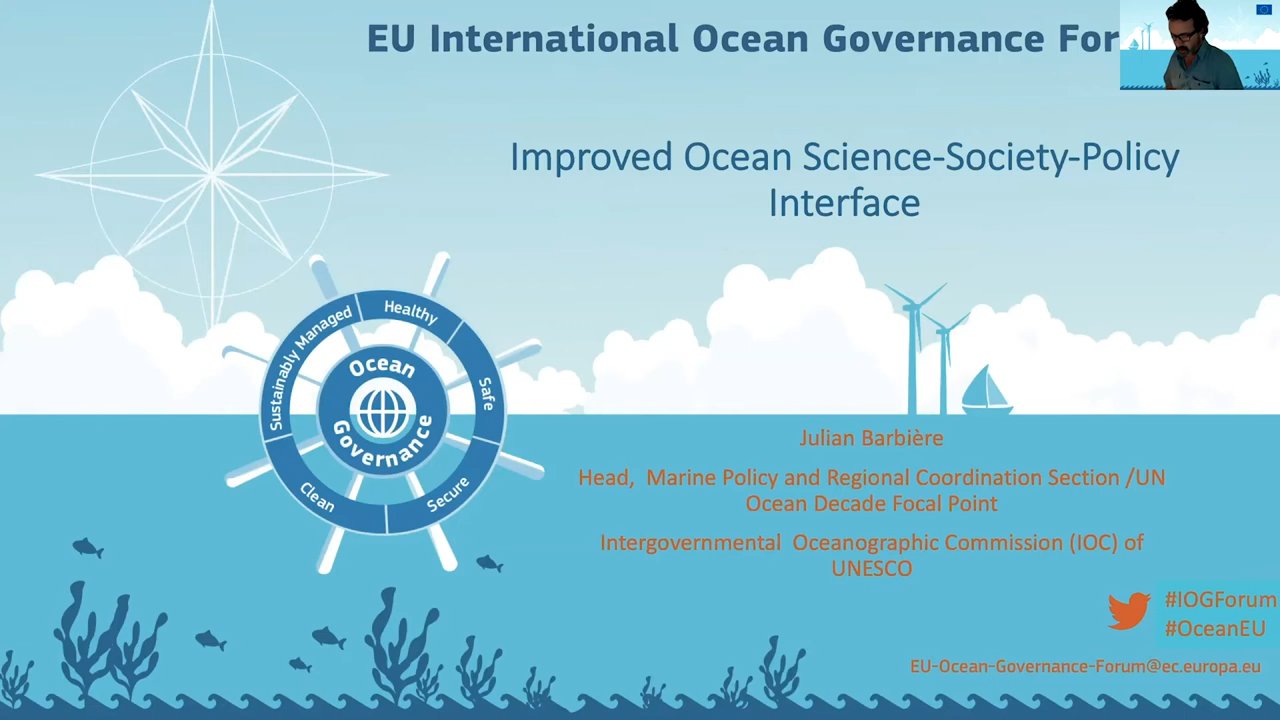 EU International Ocean Governance For
Improved Ocean Science-Society-Policy
Interface
Sustainably Managed
Healthy
Safe
Secure
Clean
Ocean
Governance
Julian Barbière
Head, Marine Policy and Regional Coordination Section /UN
Ocean Decade Focal Point
Intergovernmental Oceanographic Commission (IOC) of
UNESCO
#IOGForum
#OceanEU
EU-Ocean-Governance-Forum@ec.europa.eu